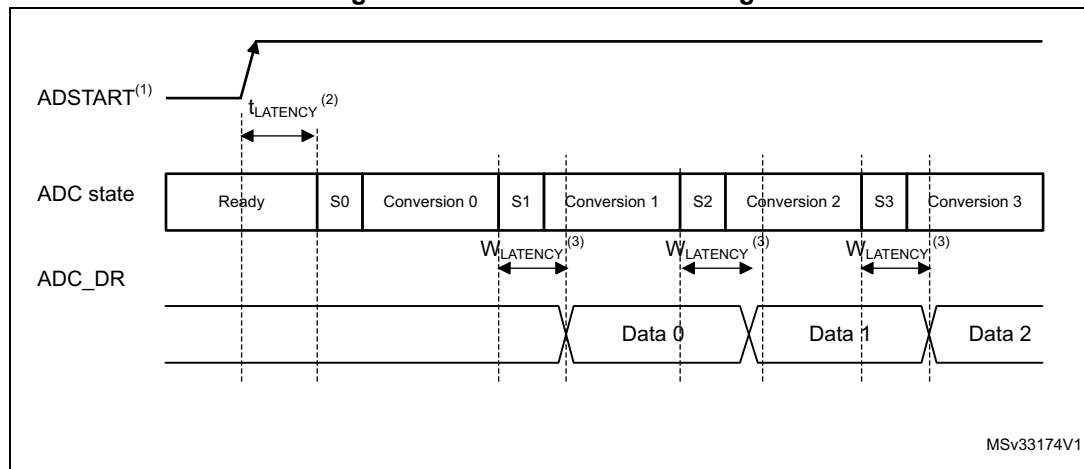 ADSTART(1)
tLATENCY (2)
ADC state
Ready S0 Conversion 0 S1 Conversion 1 S2 Conversion 2 S3 Conversion 3
WLATENCY(3) WLATENCY(3) WLATENCY(3)
ADC_DR
Data 0 Data 1 Data 2
MSv33174V1